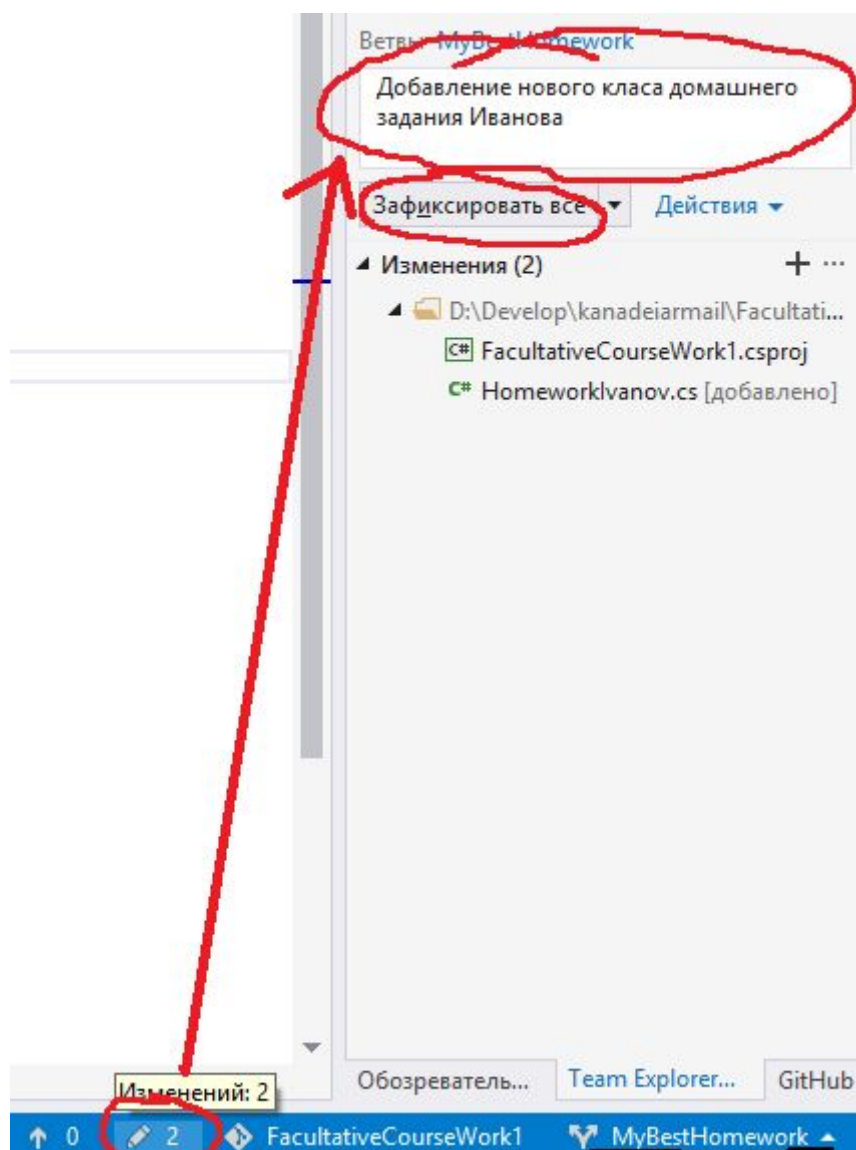 Ветвь: MyBestHomework
Добавление нового класа домашнего
задания Иванова
Зафиксировать все
Действия
Изменения (2)
D:\Develop\kanadeiarmail\Facultati...
C# FacultativeCourseWork1.csproj
C# HomeworkIvanov.cs [добавлено]
Обозреватель... Team Explorer... GitHub
Изменений: 2
0 2 FacultativeCourseWork1 MyBestHomework